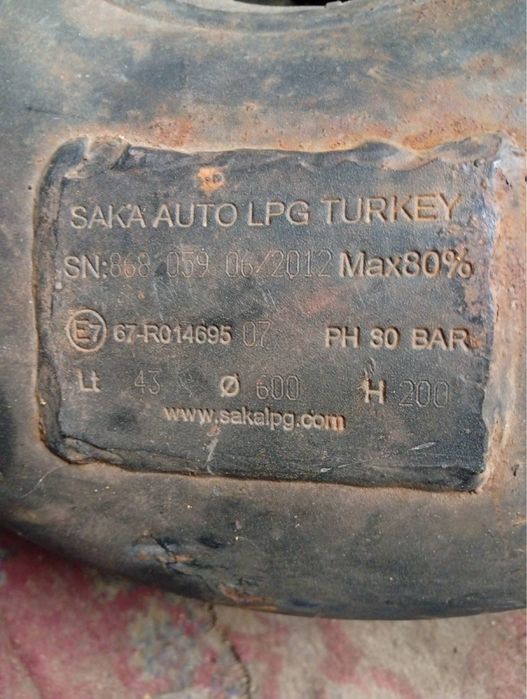 SAKA AUTO LPG TURKEY
SN:868 059 06/2012 Max80%
E7 67-R014695 07 PH 30 BAR
Lt 43 Ø 600 H 200
www.sakalpg.com